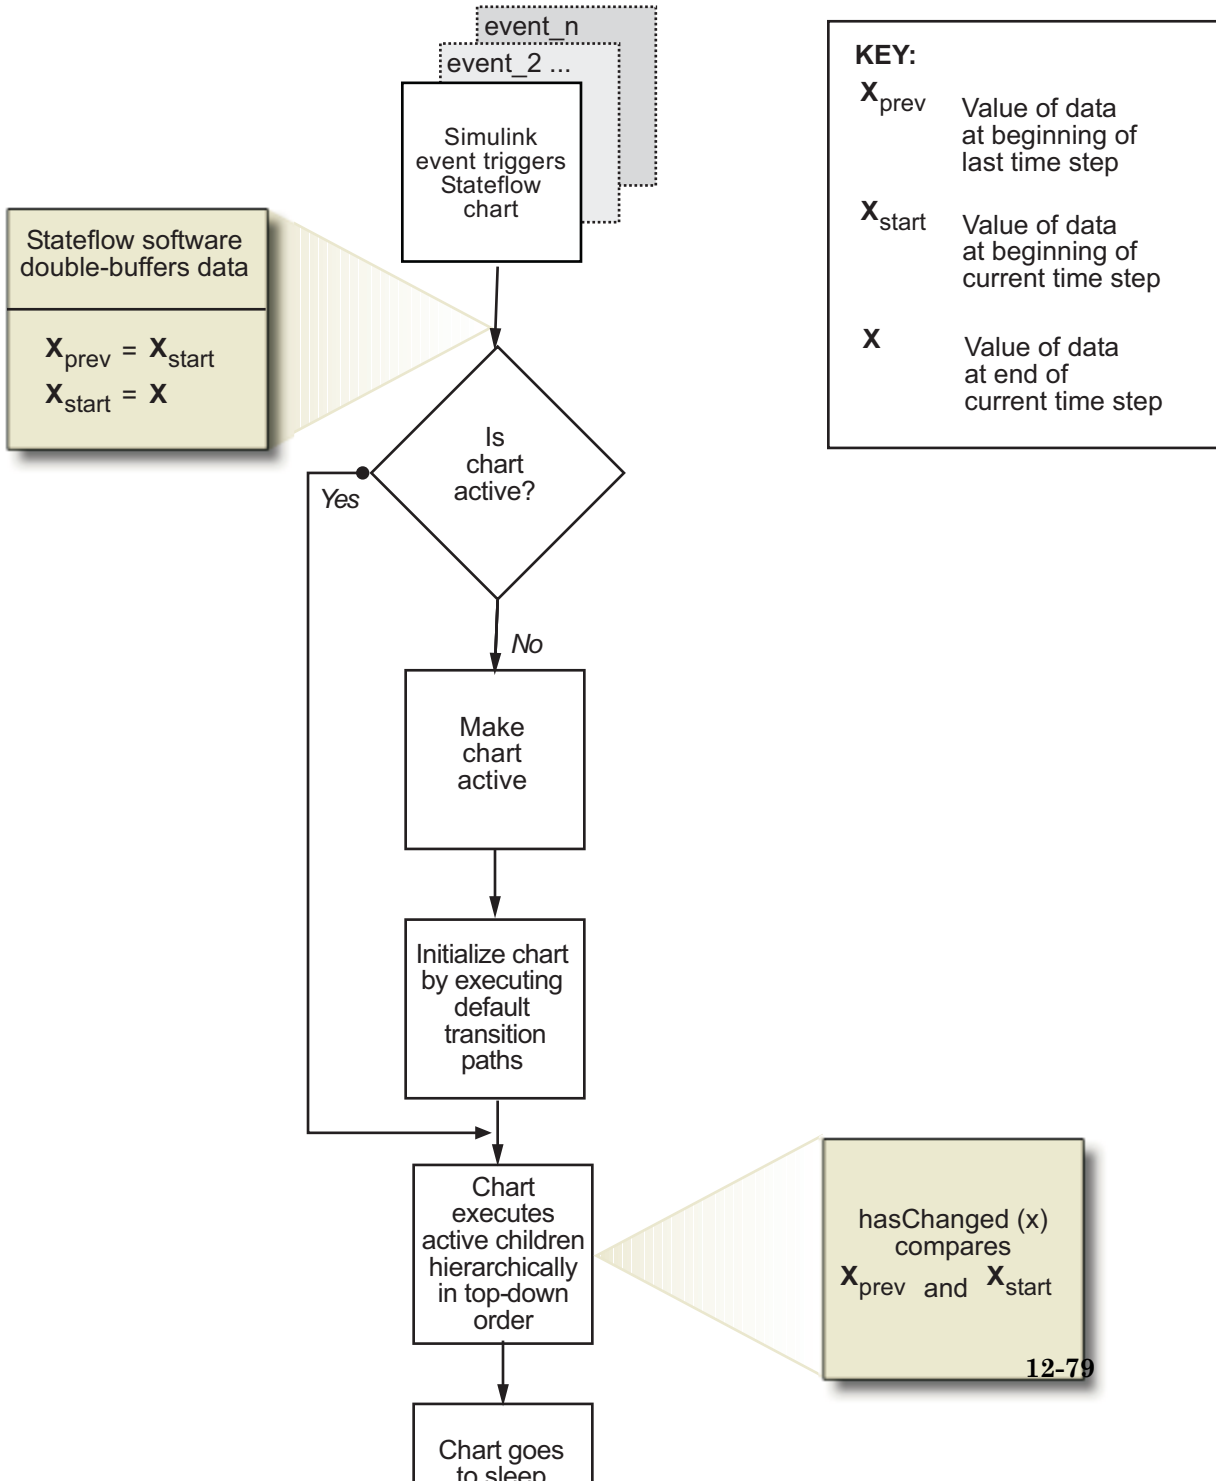 event_n
event_2 ...
Simulink
event triggers
Stateflow
chart
KEY:
Xprev Value of data
at beginning of
last time step
Xstart Value of data
at beginning of
current time step
X Value of data
at end of
current time step
Stateflow software
double-buffers data
Xprev = Xstart
Xstart = X
Is
chart
active?
Yes
No
Make
chart
active
Initialize chart
by executing
default
transition
paths
Chart
executes
active children
hierarchically
in top-down
order
hasChanged (x)
compares
Xprev and Xstart
12-79
Chart goes
to sleep